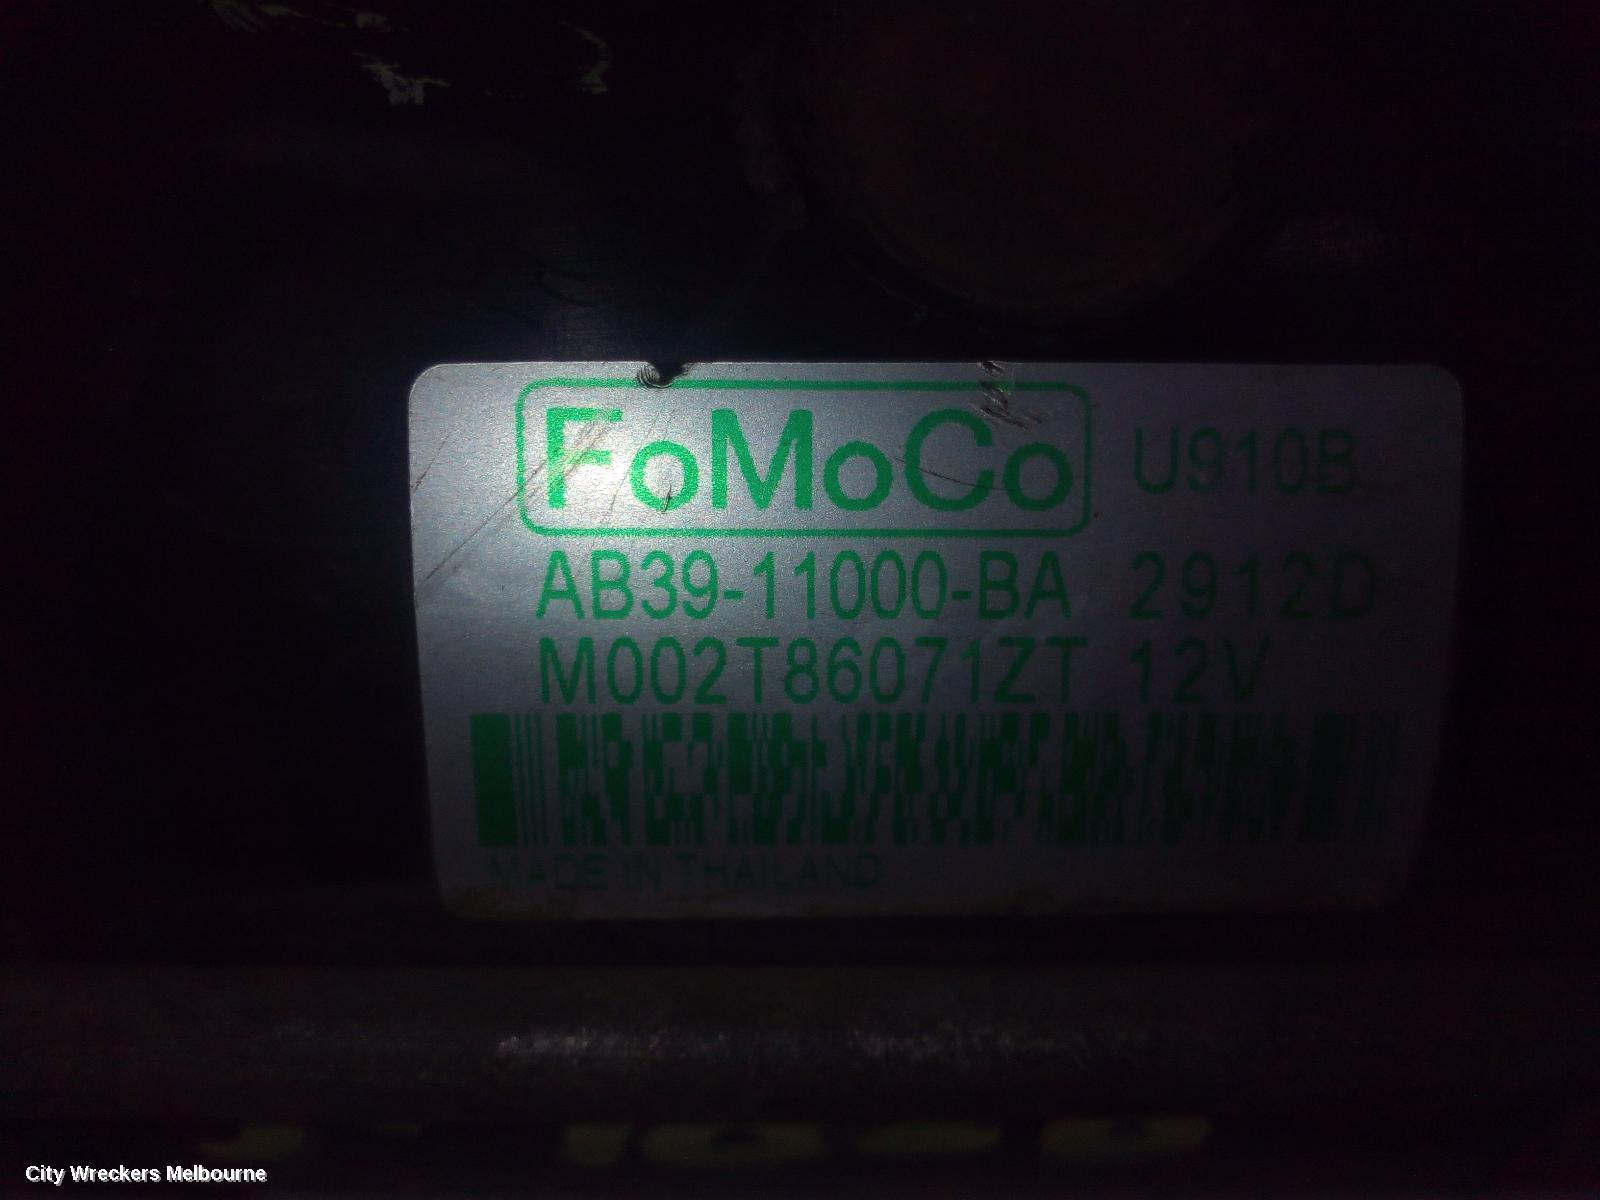 FoMoCo U910B
AB39-11000-BA 2912D
M002T86071ZT 12V
MADE IN THAILAND
City Wreckers Melbourne